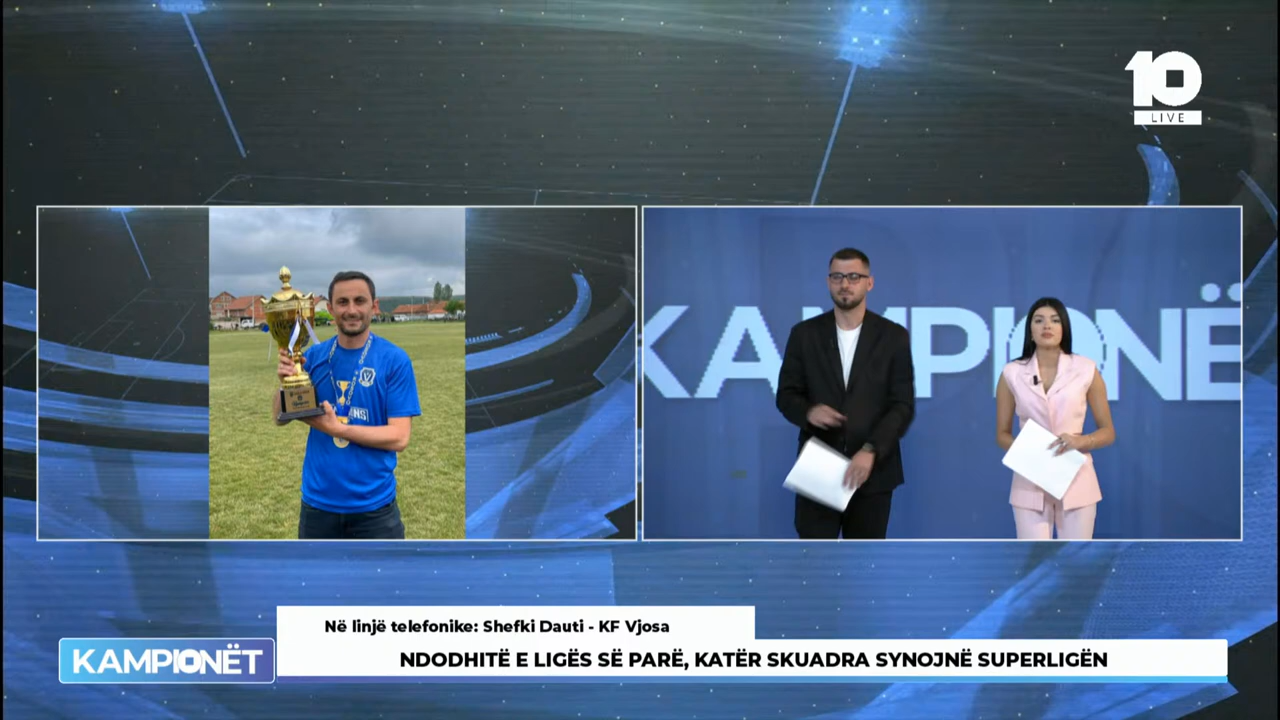 10
LIVE
KAMPIONË
Në linjë telefonike: Shefki Dauti - KF Vjosa
KAMPIONËT
NDODHITË E LIGËS SË PARË, KATËR SKUADRA SYNOJNË SUPERLIGËN